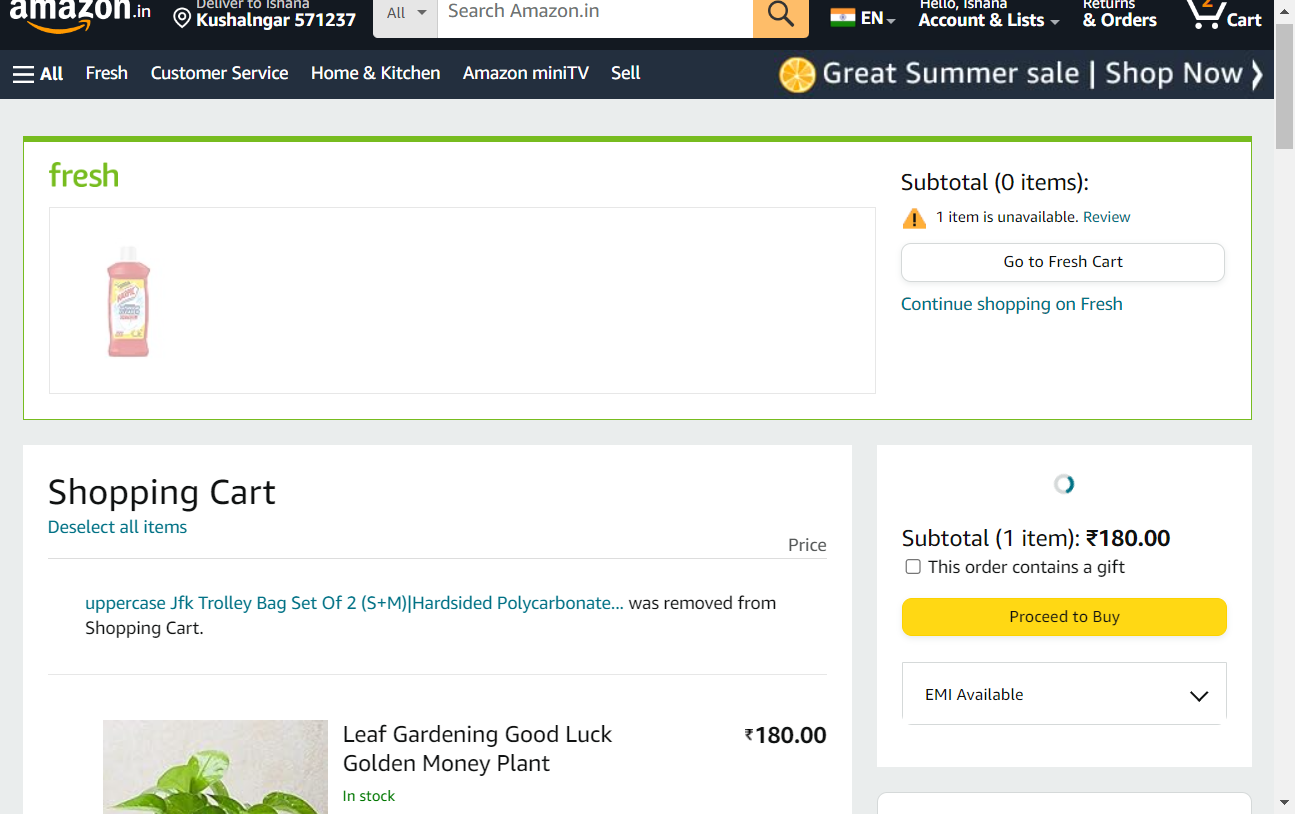 amazon.in
Deliver to Ishana
Kushalngar 571237
All
Search Amazon.in
EN
Hello, Ishana
Account & Lists
Returns
& Orders
2
Cart
All
Fresh
Customer Service
Home & Kitchen
Amazon miniTV
Sell
Great Summer sale | Shop Now ❯
fresh
Subtotal (0 items):
1 item is unavailable. Review
Go to Fresh Cart
Continue shopping on Fresh
Shopping Cart
Deselect all items
Price
uppercase Jfk Trolley Bag Set Of 2 (S+M)|Hardsided Polycarbonate... was removed from
Shopping Cart.
Leaf Gardening Good Luck
Golden Money Plant
₹180.00
In stock
Subtotal (1 item): ₹180.00
This order contains a gift
Proceed to Buy
EMI Available